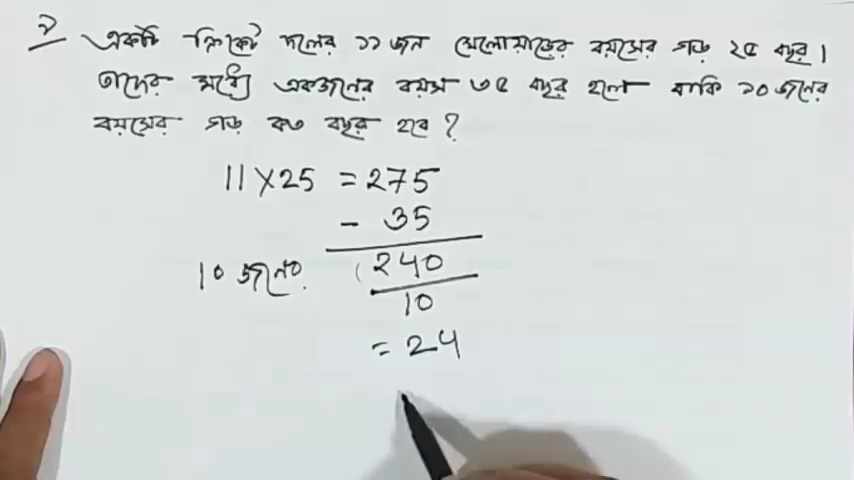 ১
একটি ক্রিকেট দলের ১১ জন খেলোয়াড়ের বয়সের গড় ২৫ বছর।
তাদের মধ্যে একজনের বয়স ৩৫ বছর হলে বাকি ১০ জনের
বয়সের গড় কত বছর হবে ?
11 × 25 = 275
- 35
10 জনের 240
10
= 24